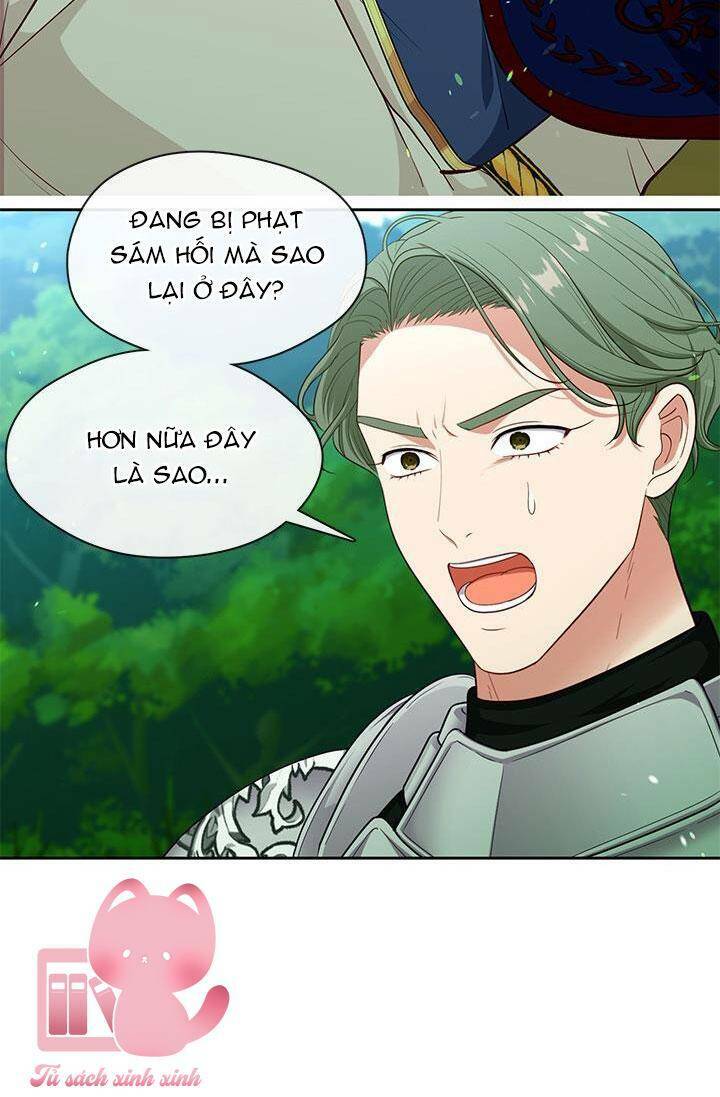 ĐANG BỊ PHẠT
SÁM HỐI MÀ SAO
LẠI Ở ĐÂY?
HƠN NỮA ĐÂY
LÀ SAO...
Tủ sách xinh xinh